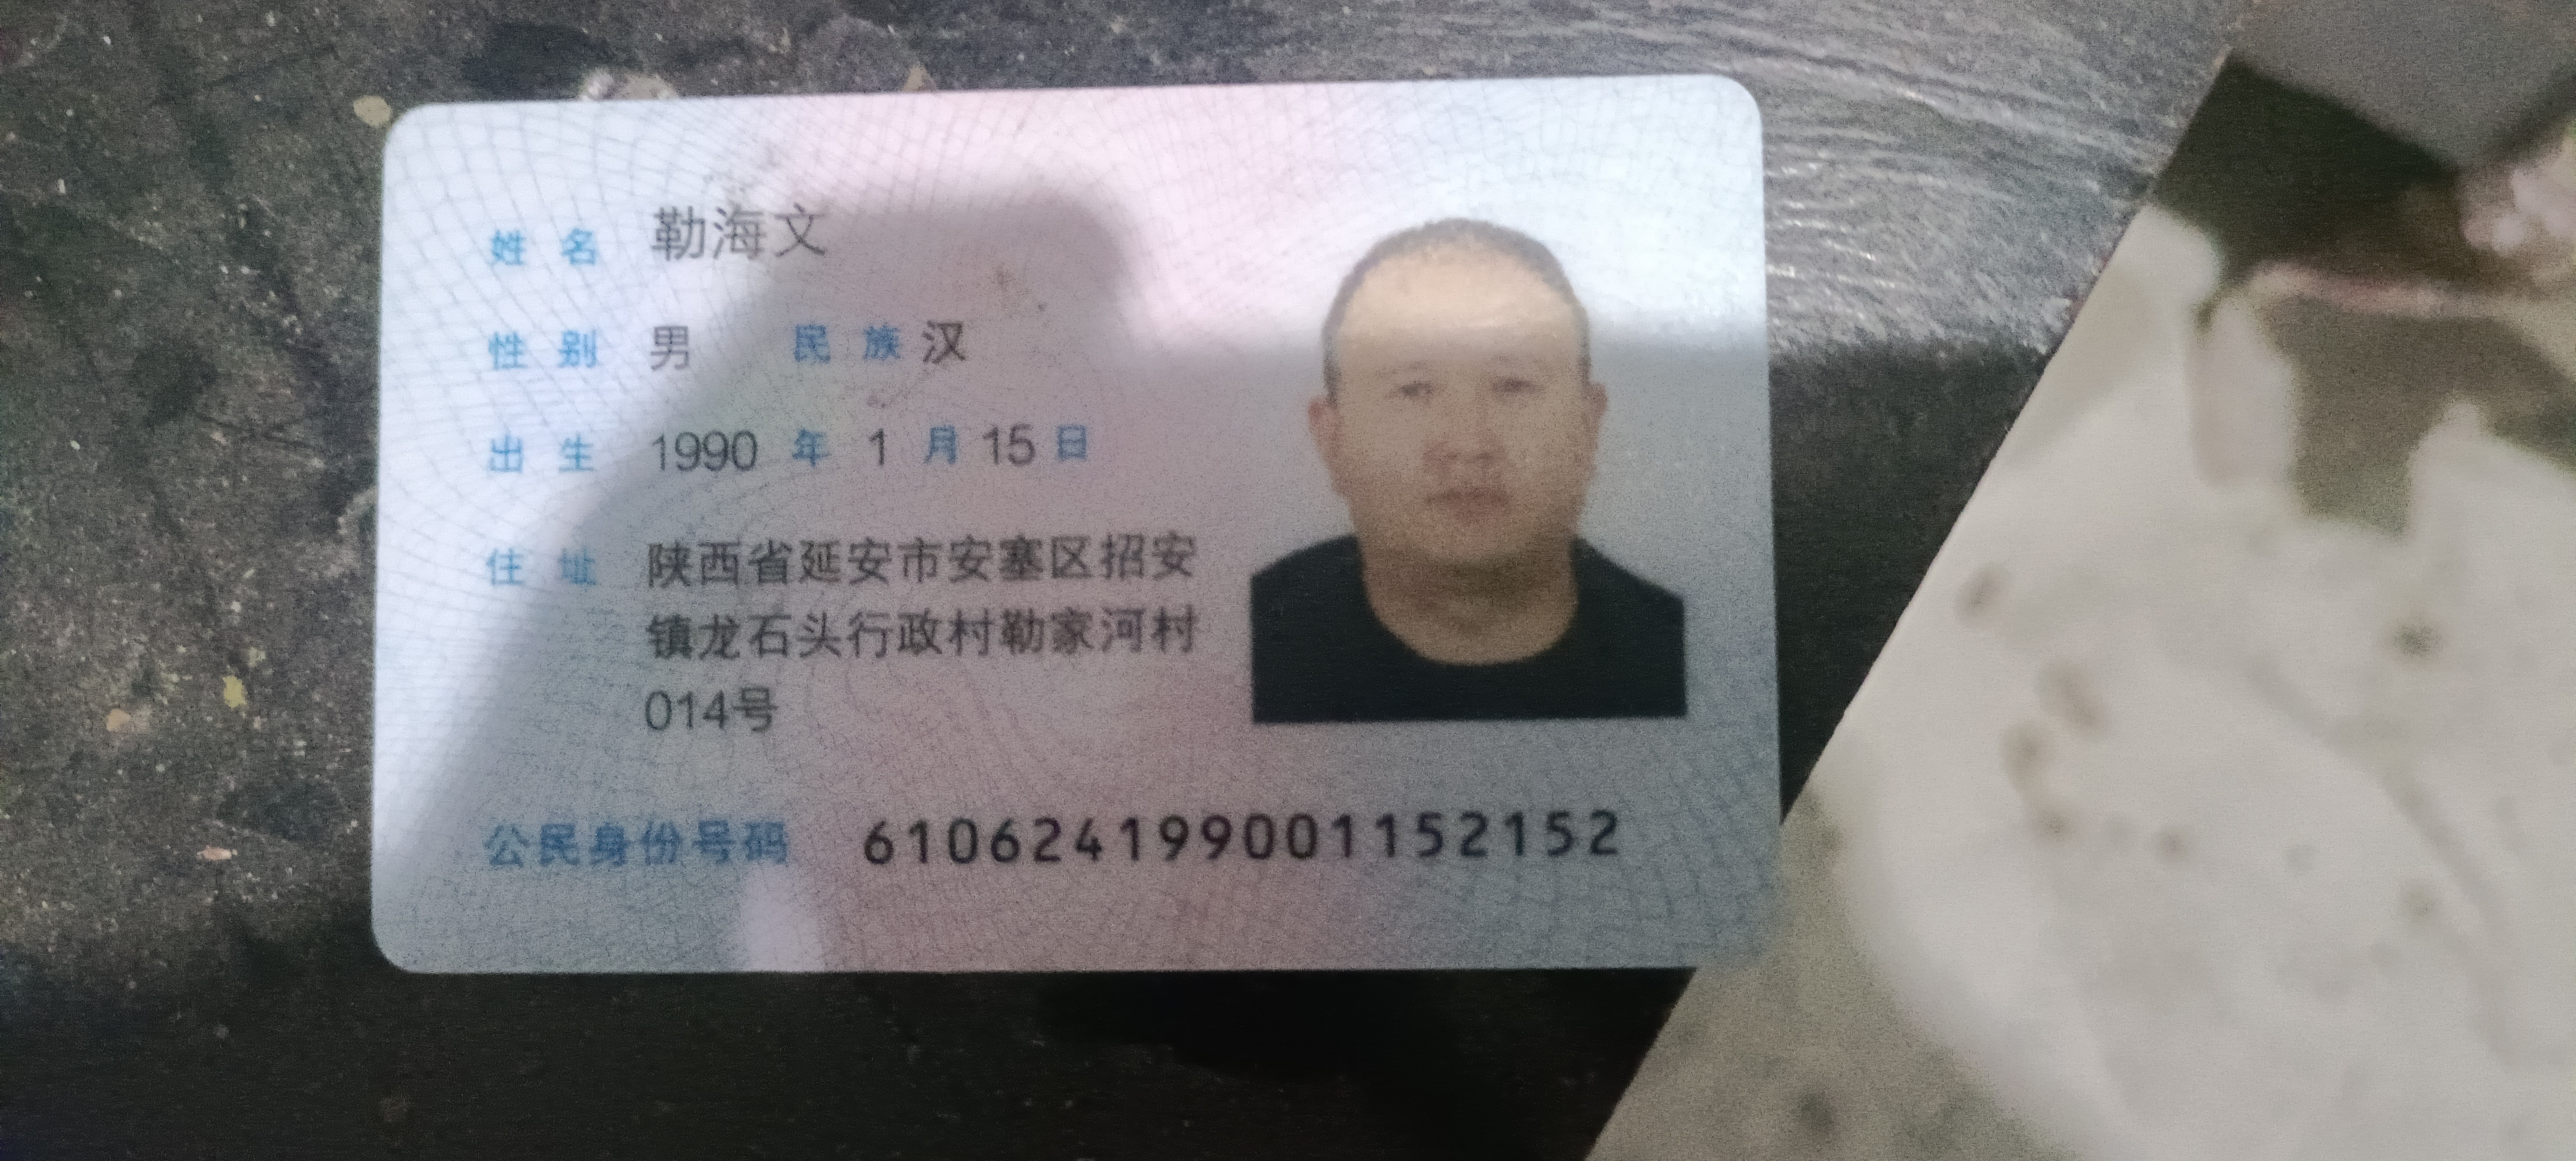 姓名 勒海文
性别 男 民族 汉
出生 1990 年 1 月 15 日
住址 陕西省延安市安塞区招安
镇龙石头行政村勒家河村
014号
公民身份号码 610624199001152152